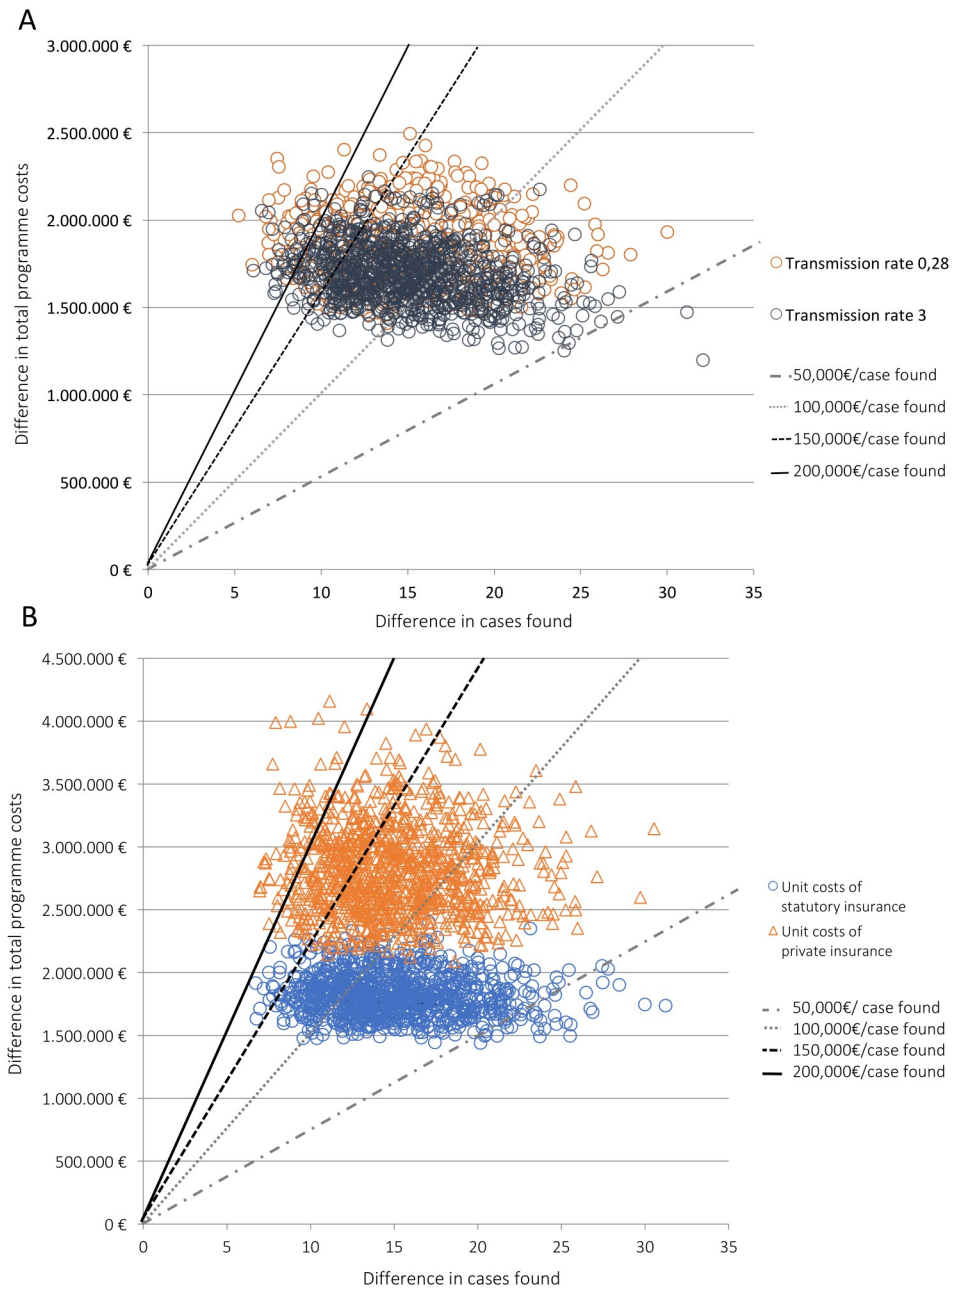 A
3.000.000 €
2.500.000 €
2.000.000 €
1.500.000 €
1.000.000 €
500.000 €
0 €
Difference in total programme costs
0 5 10 15 20 25 30 35
Difference in cases found
Transmission rate 0,28
Transmission rate 3
50,000€/case found
100,000€/case found
150,000€/case found
200,000€/case found
B
4.500.000 €
4.000.000 €
3.500.000 €
3.000.000 €
2.500.000 €
2.000.000 €
1.500.000 €
1.000.000 €
500.000 €
0 €
Difference in total programme costs
0 5 10 15 20 25 30 35
Difference in cases found
Unit costs of
statutory insurance
Unit costs of
private insurance
50,000€/ case found
100,000€/case found
150,000€/case found
200,000€/case found